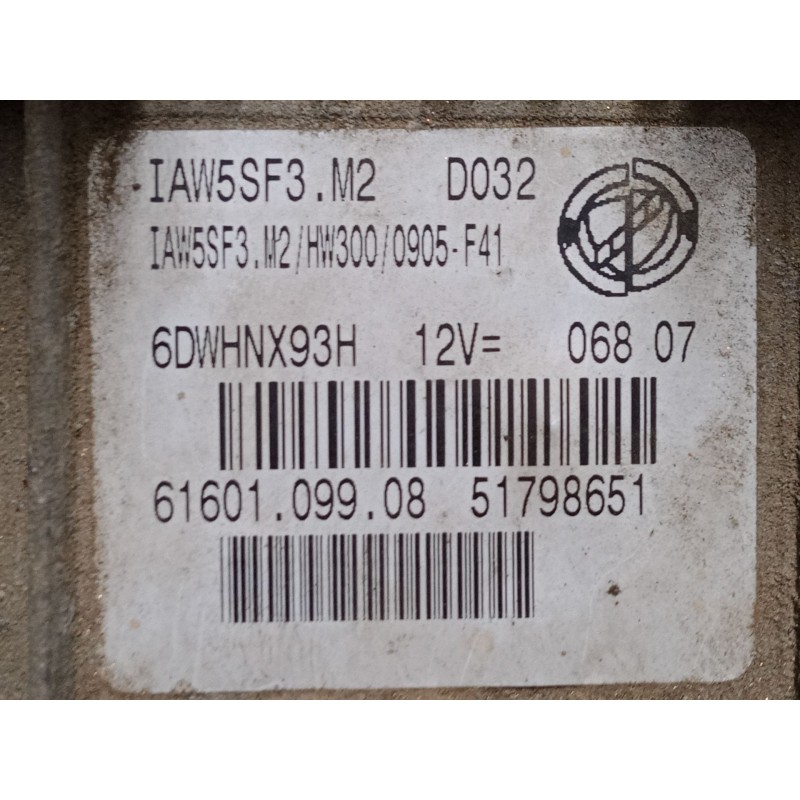 IAW5SF3.M2 D032
IAW5SF3.M2/HW300/0905-F41
6DWHNX93H 12V= 068 07
61601.099.08 51798651